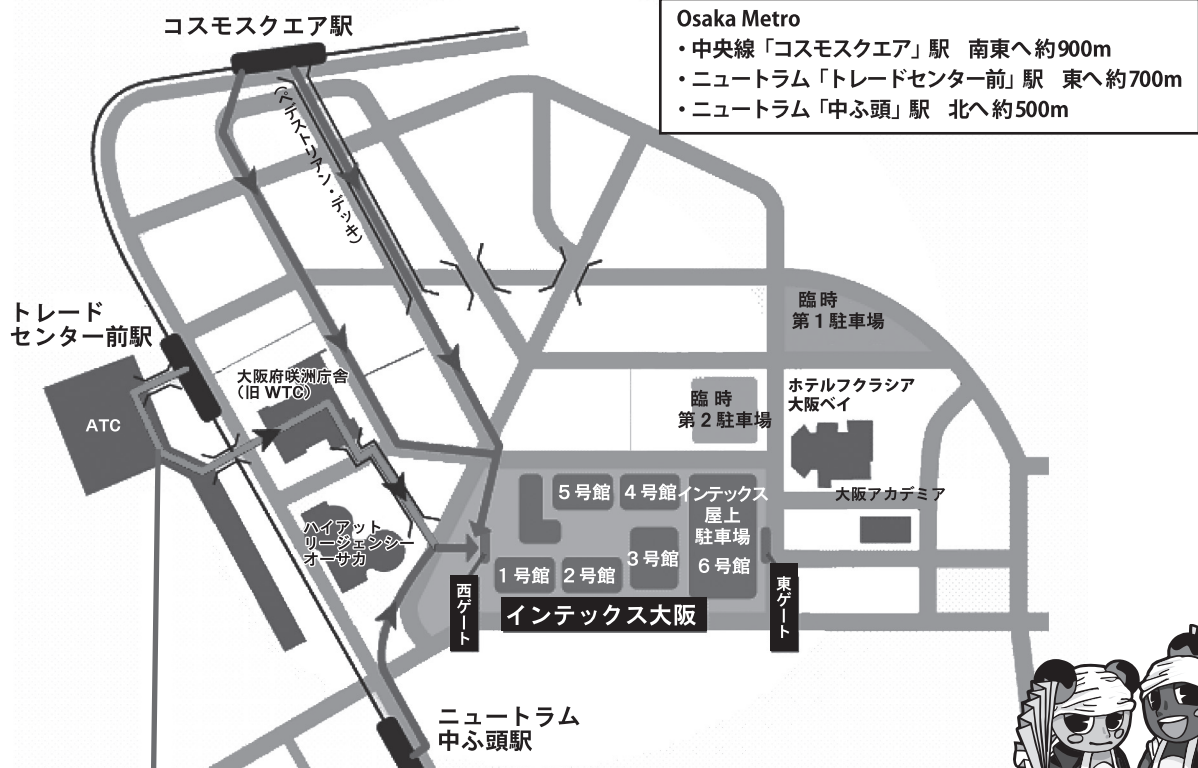 コスモスクエア駅
Osaka Metro
・中央線「コスモスクエア」駅　南東へ約900m
・ニュートラム「トレードセンター前」駅　東へ約700m
・ニュートラム「中ふ頭」駅　北へ約500m
（ペデストリアン・デッキ）
トレード
センター前駅
ATC
大阪府咲洲庁舎
（旧WTC）
臨時
第1駐車場
臨時
第2駐車場
ホテルフクラシア
大阪ベイ
大阪アカデミア
ハイアット
リージェンシー
オーサカ
5号館
4号館
インテックス
屋上
駐車場
6号館
3号館
1号館
2号館
西ゲート
インテックス大阪
東ゲート
ニュートラム
中ふ頭駅